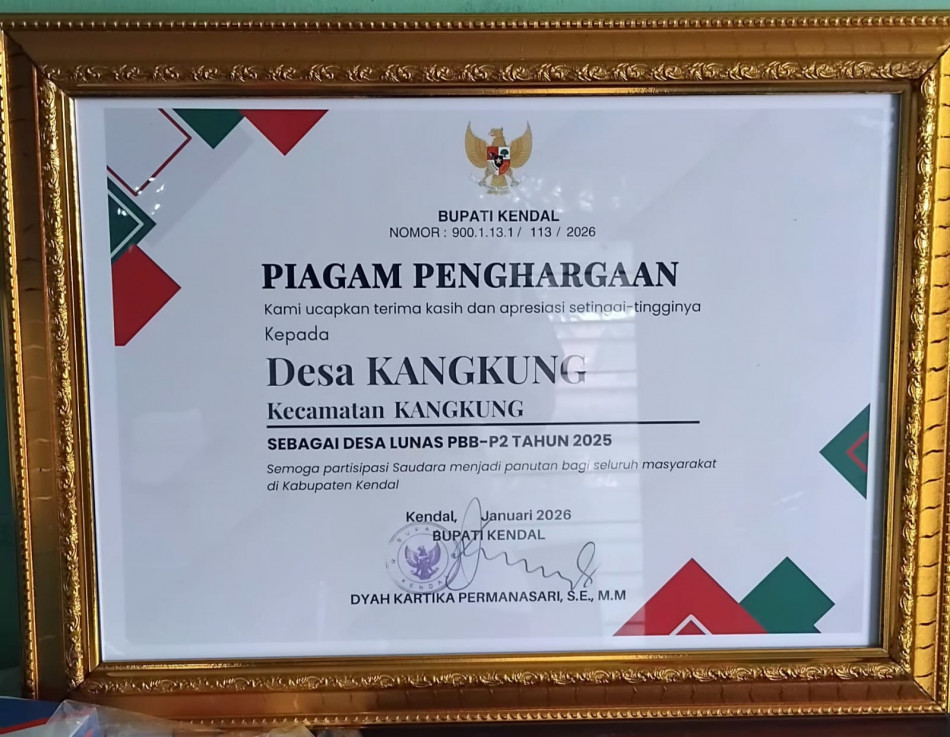 BUPATI KENDAL
NOMOR : 900.1.13.1 / 113 / 2026
PIAGAM PENGHARGAAN
Kami ucapkan terima kasih dan apresiasi setinggi-tingginya
Kepada
Desa KANGKUNG
Kecamatan KANGKUNG
SEBAGAI DESA LUNAS PBB-P2 TAHUN 2025
Semoga partisipasi Saudara menjadi panutan bagi seluruh masyarakat
di Kabupaten Kendal
Kendal, Januari 2026
BUPATI KENDAL
DYAH KARTIKA PERMANASARI, S.E., M.M